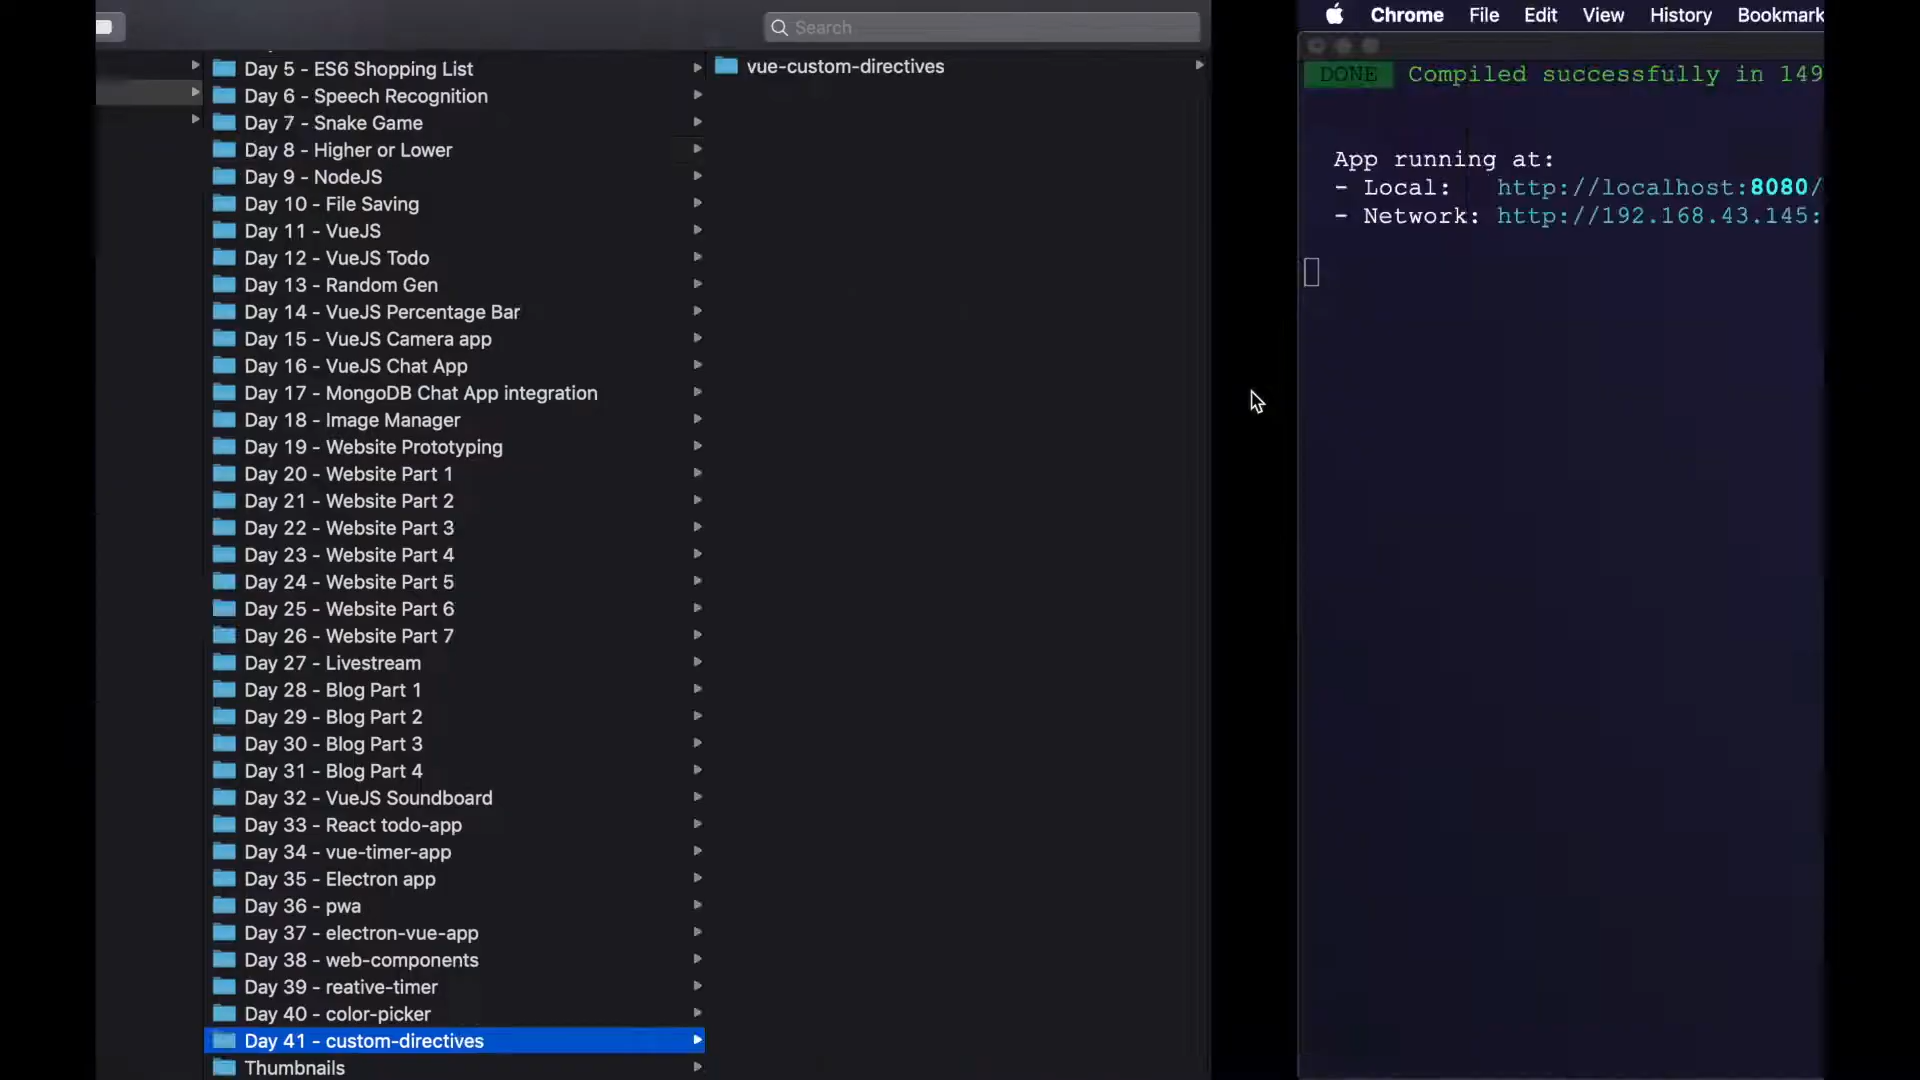 Search
Day 5 - ES6 Shopping List
Day 6 - Speech Recognition
Day 7 - Snake Game
Day 8 - Higher or Lower
Day 9 - NodeJS
Day 10 - File Saving
Day 11 - VueJS
Day 12 - VueJS Todo
Day 13 - Random Gen
Day 14 - VueJS Percentage Bar
Day 15 - VueJS Camera app
Day 16 - VueJS Chat App
Day 17 - MongoDB Chat App integration
Day 18 - Image Manager
Day 19 - Website Prototyping
Day 20 - Website Part 1
Day 21 - Website Part 2
Day 22 - Website Part 3
Day 23 - Website Part 4
Day 24 - Website Part 5
Day 25 - Website Part 6
Day 26 - Website Part 7
Day 27 - Livestream
Day 28 - Blog Part 1
Day 29 - Blog Part 2
Day 30 - Blog Part 3
Day 31 - Blog Part 4
Day 32 - VueJS Soundboard
Day 33 - React todo-app
Day 34 - vue-timer-app
Day 35 - Electron app
Day 36 - pwa
Day 37 - electron-vue-app
Day 38 - web-components
Day 39 - reative-timer
Day 40 - color-picker
Day 41 - custom-directives
Thumbnails
vue-custom-directives
Chrome File Edit View History Bookmark
DONE Compiled successfully in 149
App running at:
- Local: http://localhost:8080/
- Network: http://192.168.43.145: